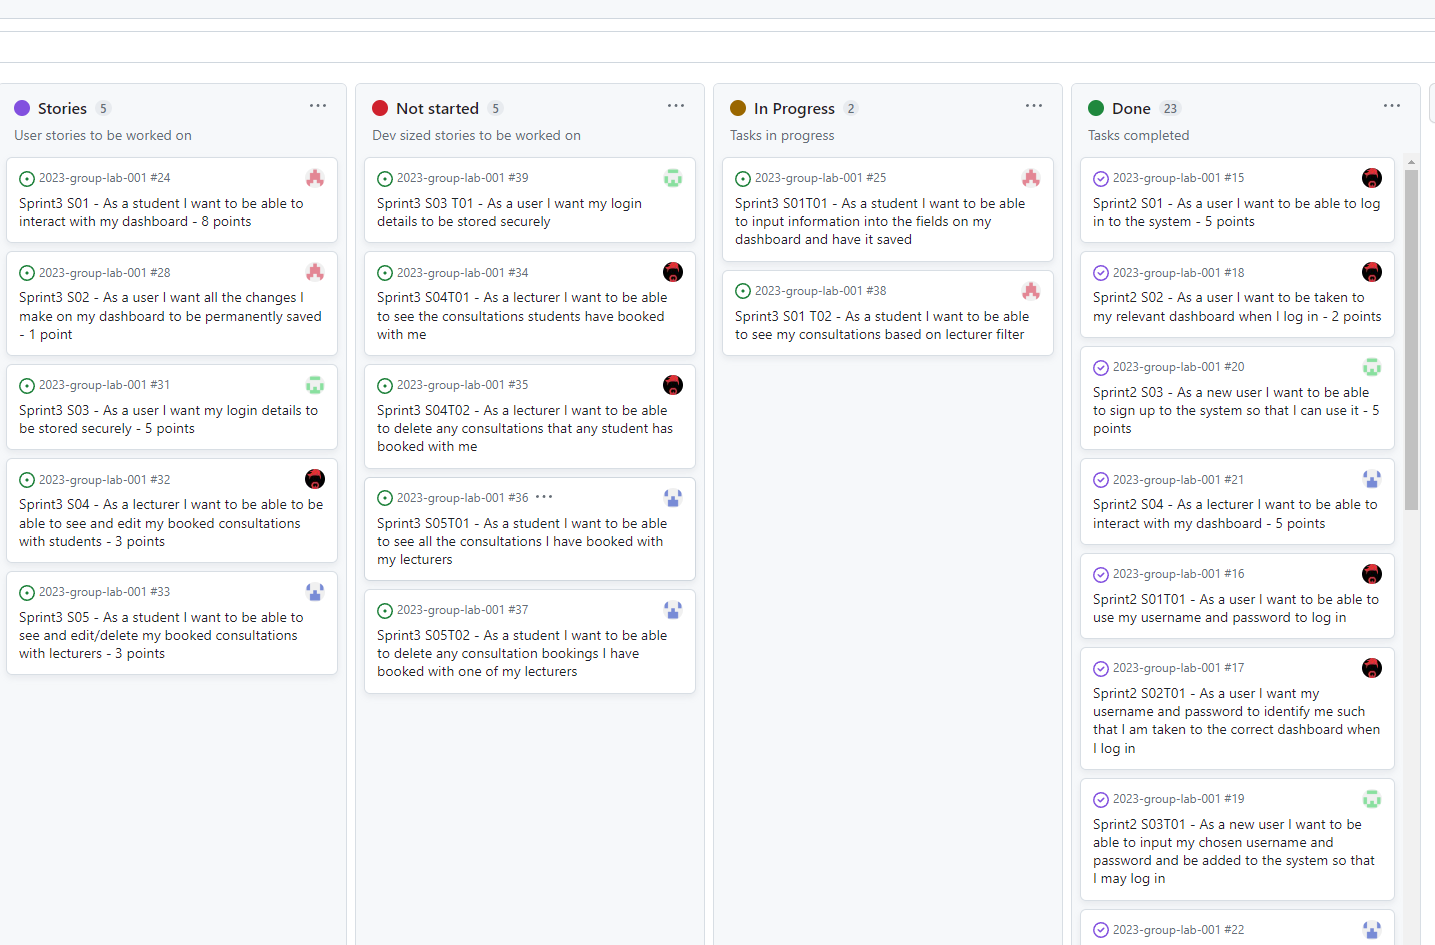 Stories 5
User stories to be worked on
2023-group-lab-001 #24
Sprint3 S01 - As a student I want to be able to
interact with my dashboard - 8 points
2023-group-lab-001 #28
Sprint3 S02 - As a user I want all the changes I
make on my dashboard to be permanently saved
- 1 point
2023-group-lab-001 #31
Sprint3 S03 - As a user I want my login details to
be stored securely - 5 points
2023-group-lab-001 #32
Sprint3 S04 - As a lecturer I want to be able to be
able to see and edit my booked consultations
with students - 3 points
2023-group-lab-001 #33
Sprint3 S05 - As a student I want to be able to
see and edit/delete my booked consultations
with lecturers - 3 points
Not started 5
Dev sized stories to be worked on
2023-group-lab-001 #39
Sprint3 S03 T01 - As a user I want my login
details to be stored securely
2023-group-lab-001 #34
Sprint3 S04T01 - As a lecturer I want to be able
to see the consultations students have booked
with me
2023-group-lab-001 #35
Sprint3 S04T02 - As a lecturer I want to be able
to delete any consultations that any student has
booked with me
2023-group-lab-001 #36
Sprint3 S05T01 - As a student I want to be able
to see all the consultations I have booked with
my lecturers
2023-group-lab-001 #37
Sprint3 S05T02 - As a student I want to be able
to delete any consultation bookings I have
booked with one of my lecturers
In Progress 2
Tasks in progress
2023-group-lab-001 #25
Sprint3 S01T01 - As a student I want to be able
to input information into the fields on my
dashboard and have it saved
2023-group-lab-001 #38
Sprint3 S01 T02 - As a student I want to be able
to see my consultations based on lecturer filter
Done 23
Tasks completed
2023-group-lab-001 #15
Sprint2 S01 - As a user I want to be able to log
in to the system - 5 points
2023-group-lab-001 #18
Sprint2 S02 - As a user I want to be taken to
my relevant dashboard when I log in - 2 points
2023-group-lab-001 #20
Sprint2 S03 - As a new user I want to be able
to sign up to the system so that I can use it - 5
points
2023-group-lab-001 #21
Sprint2 S04 - As a lecturer I want to be able to
interact with my dashboard - 5 points
2023-group-lab-001 #16
Sprint2 S01T01 - As a user I want to be able to
use my username and password to log in
2023-group-lab-001 #17
Sprint2 S02T01 - As a user I want my
username and password to identify me such
that I am taken to the correct dashboard when
I log in
2023-group-lab-001 #19
Sprint2 S03T01 - As a new user I want to be
able to input my chosen username and
password and be added to the system so that
I may log in
2023-group-lab-001 #22